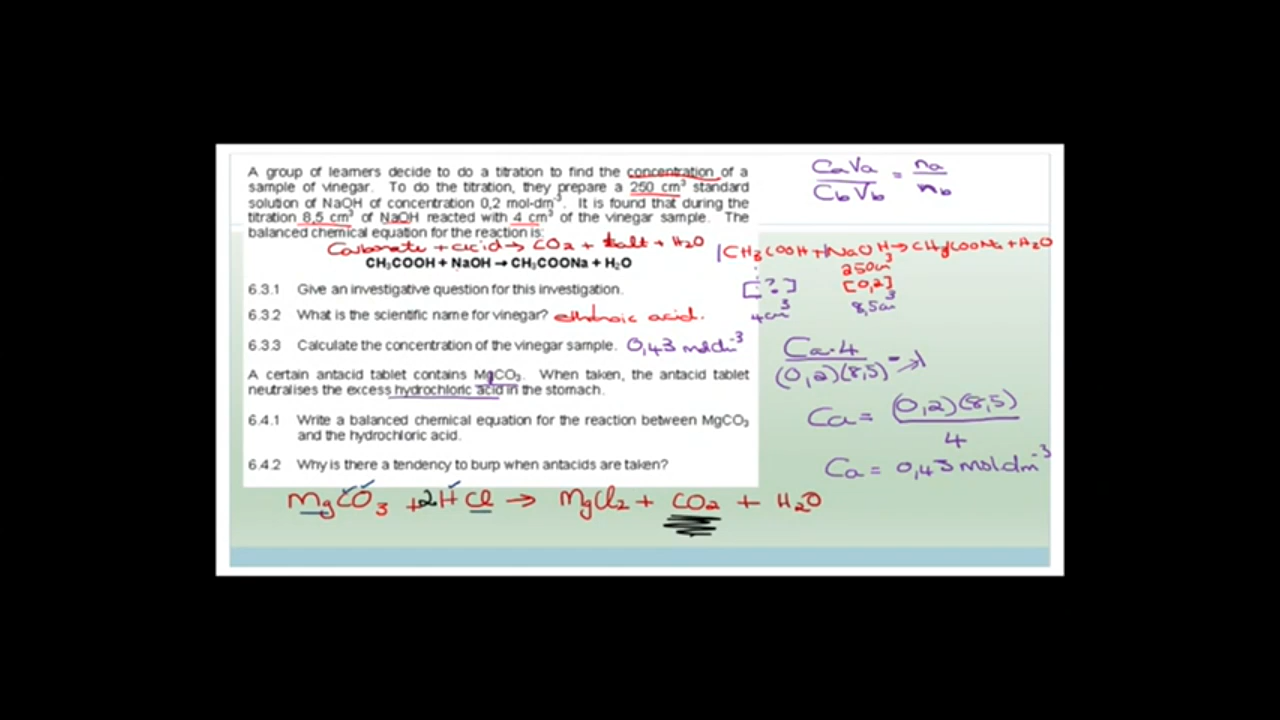 A group of learners decide to do a titration to find the concentration of a
sample of vinegar. To do the titration, they prepare a 250 cm³ standard
solution of NaOH of concentration 0,2 mol·dm⁻³. It is found that during the
titration 8,5 cm³ of NaOH reacted with 4 cm³ of the vinegar sample. The
balanced chemical equation for the reaction is:
Carbonate + acid → CO2 + salt + H2O
CH₃COOH + NaOH → CH₃COONa + H₂O
6.3.1 Give an investigative question for this investigation.
6.3.2 What is the scientific name for vinegar? ethanoic acid.
6.3.3 Calculate the concentration of the vinegar sample. 0,43 moldm⁻³
A certain antacid tablet contains MgCO₃. When taken, the antacid tablet
neutralises the excess hydrochloric acid in the stomach.
6.4.1 Write a balanced chemical equation for the reaction between MgCO₃
and the hydrochloric acid.
6.4.2 Why is there a tendency to burp when antacids are taken?
MgCO3 + 2HCl → MgCl2 + CO2 + H2O
CaVa = na
CbVb nb
1CH3COOH + 1NaOH → CH3COONa + H2O
250cm³
[?] [0,2]
4cm³ 8,5cm³
Ca·4
(0,2)(8,5) = 1
Ca = (0,2)(8,5)
4
Ca = 0,43 moldm⁻³